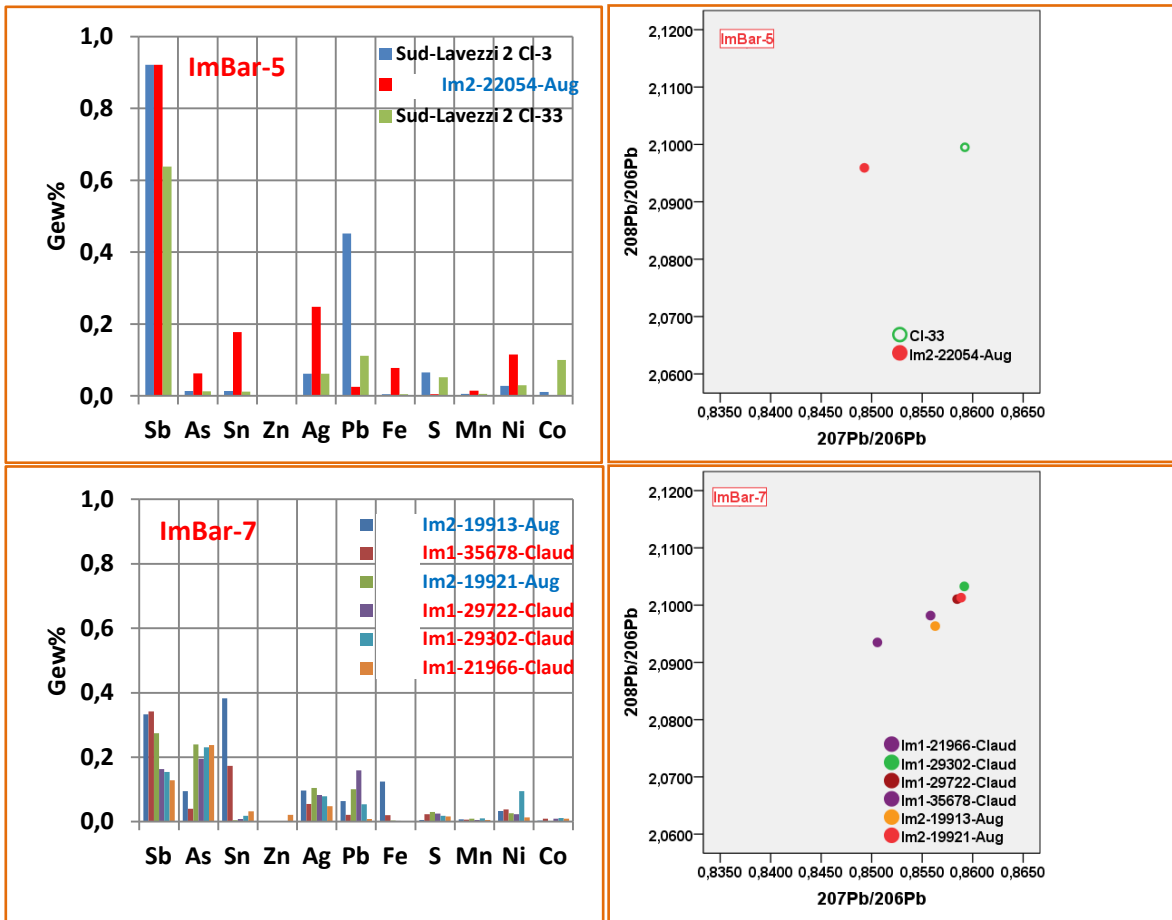 1,0
0,8
0,6
0,4
0,2
0,0
Gew%
ImBar-5
Sud-Lavezzi 2 Cl-3
Im2-22054-Aug
Sud-Lavezzi 2 Cl-33
Sb As Sn Zn Ag Pb Fe S Mn Ni Co
2,1200
2,1100
2,1000
2,0900
2,0800
2,0700
2,0600
208Pb/206Pb
ImBar-5
Cl-33
Im2-22054-Aug
0,8350 0,8400 0,8450 0,8500 0,8550 0,8600 0,8650
207Pb/206Pb
1,0
0,8
0,6
0,4
0,2
0,0
Gew%
ImBar-7
Im2-19913-Aug
Im1-35678-Claud
Im2-19921-Aug
Im1-29722-Claud
Im1-29302-Claud
Im1-21966-Claud
Sb As Sn Zn Ag Pb Fe S Mn Ni Co
2,1200
2,1100
2,1000
2,0900
2,0800
2,0700
2,0600
208Pb/206Pb
ImBar-7
Im1-21966-Claud
Im1-29302-Claud
Im1-29722-Claud
Im1-35678-Claud
Im2-19913-Aug
Im2-19921-Aug
0,8350 0,8400 0,8450 0,8500 0,8550 0,8600 0,8650
207Pb/206Pb